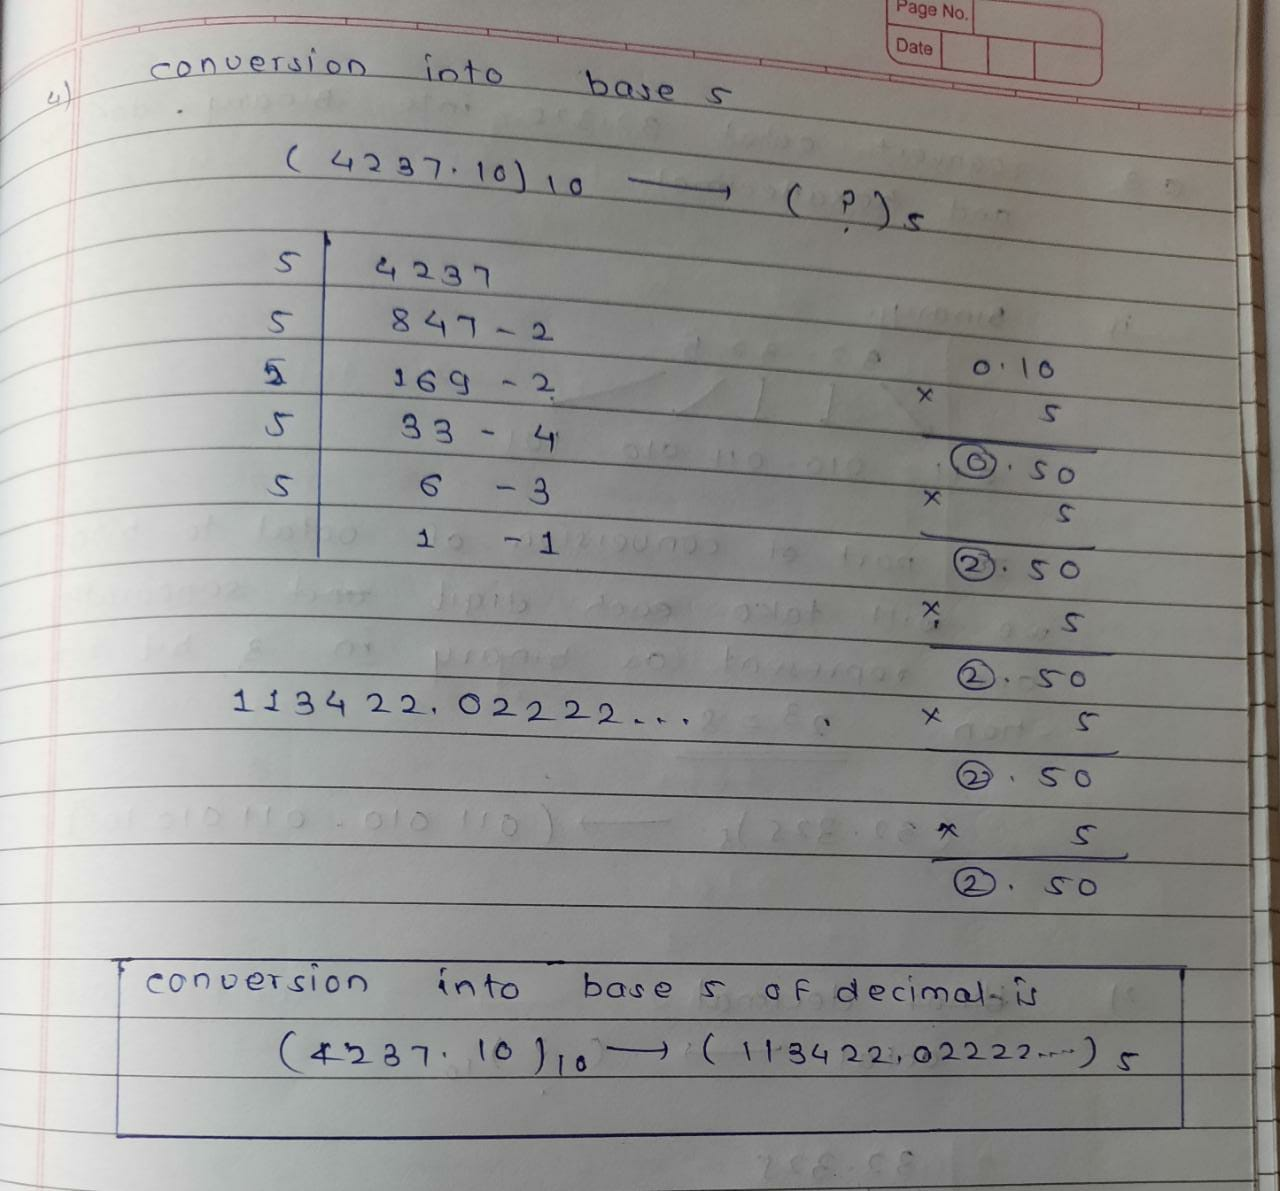 Page No.
Date
4) conversion into base 5
(4237.10)10 → (?)5
5 | 4237
5 | 847 - 2
5 | 169 - 2
5 | 33 - 4
5 | 6 - 3
1 - 1
0.10
× 5
0.50
× 5
2.50
× 5
2.50
× 5
2.50
× 5
2.50
113422.02222...
conversion into base 5 of decimal is
(4237.10)10 → (113422.02222....)5